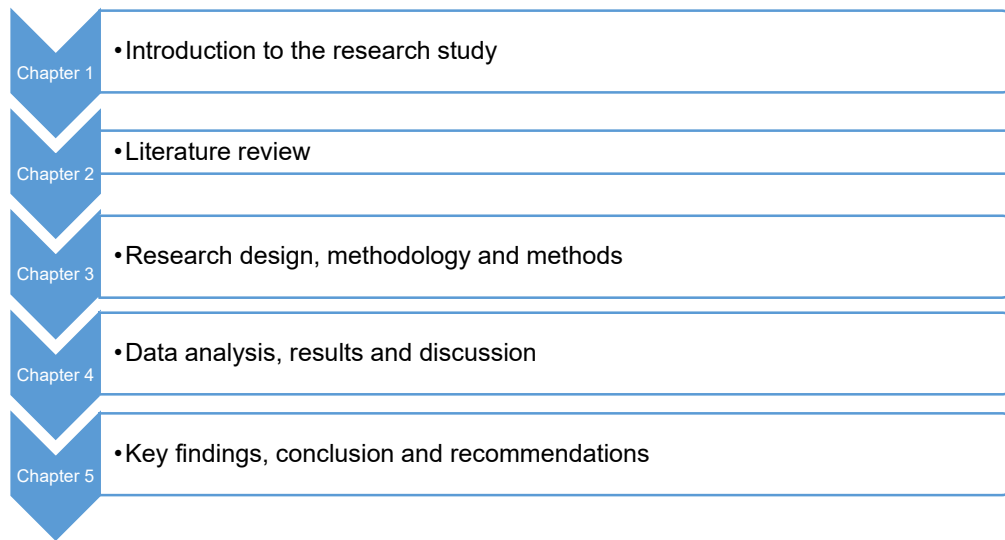 Chapter 1
•Introduction to the research study
Chapter 2
•Literature review
Chapter 3
•Research design, methodology and methods
Chapter 4
•Data analysis, results and discussion
Chapter 5
•Key findings, conclusion and recommendations